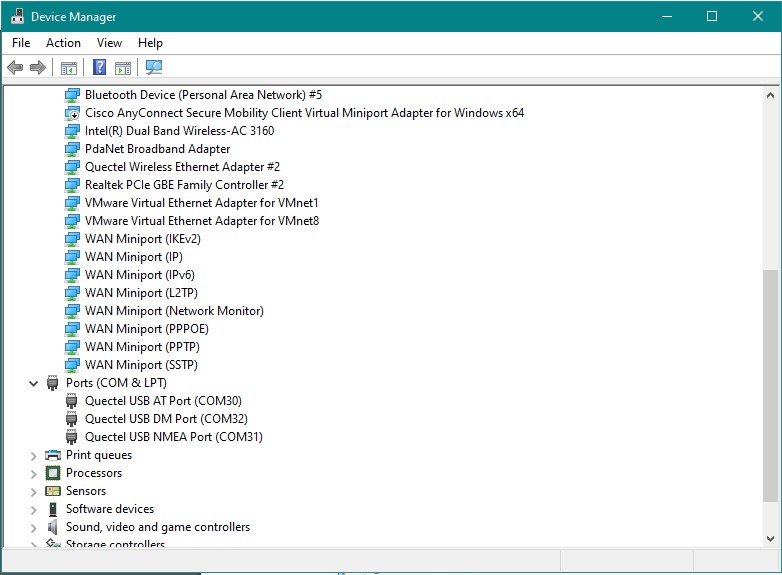 Device Manager
File Action View Help
Bluetooth Device (Personal Area Network) #5
Cisco AnyConnect Secure Mobility Client Virtual Miniport Adapter for Windows x64
Intel(R) Dual Band Wireless-AC 3160
PdaNet Broadband Adapter
Quectel Wireless Ethernet Adapter #2
Realtek PCIe GBE Family Controller #2
VMware Virtual Ethernet Adapter for VMnet1
VMware Virtual Ethernet Adapter for VMnet8
WAN Miniport (IKEv2)
WAN Miniport (IP)
WAN Miniport (IPv6)
WAN Miniport (L2TP)
WAN Miniport (Network Monitor)
WAN Miniport (PPPOE)
WAN Miniport (PPTP)
WAN Miniport (SSTP)
Ports (COM & LPT)
Quectel USB AT Port (COM30)
Quectel USB DM Port (COM32)
Quectel USB NMEA Port (COM31)
Print queues
Processors
Sensors
Software devices
Sound, video and game controllers
Storage controllers